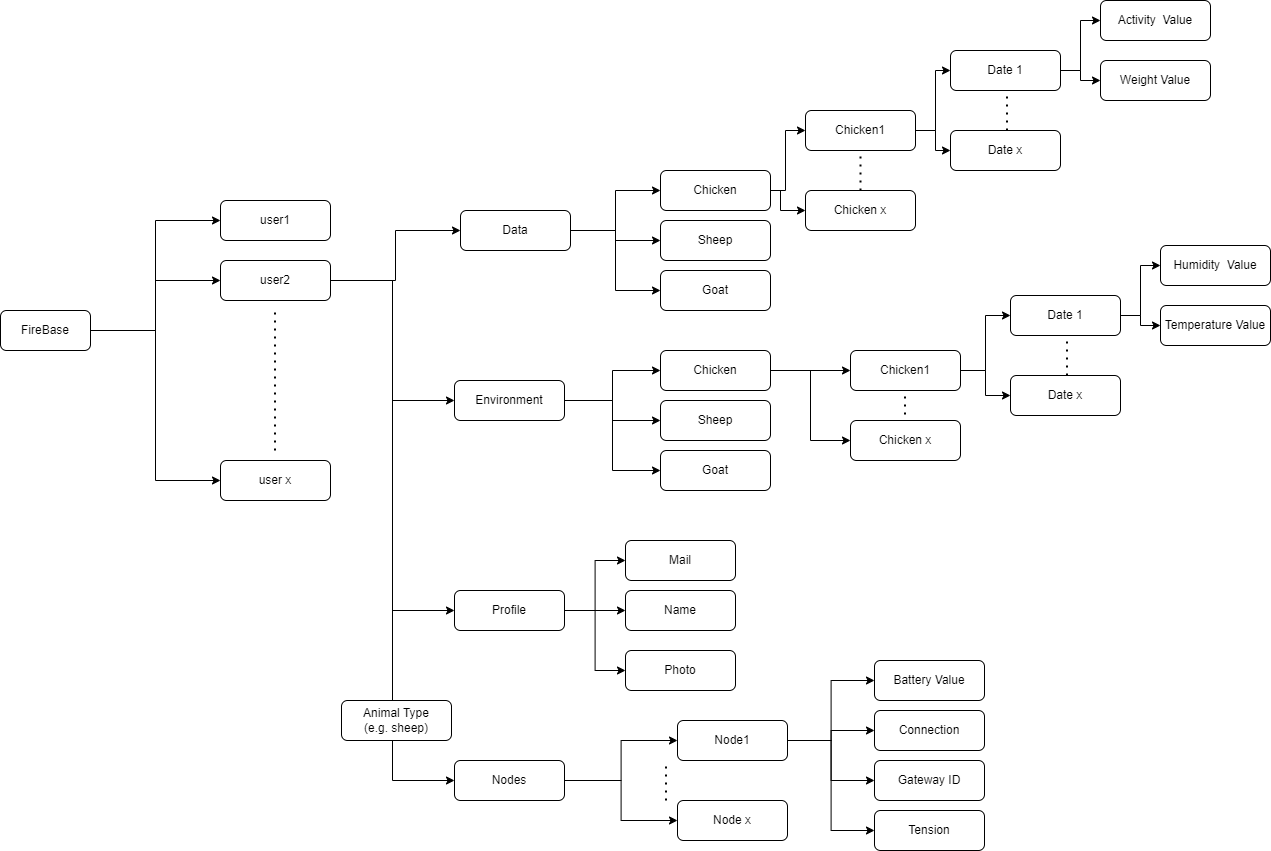 FireBase
user1
user2
user x
Data
Chicken
Sheep
Goat
Chicken1
Chicken x
Date 1
Date x
Activity  Value
Weight Value
Environment
Chicken
Sheep
Goat
Chicken1
Chicken x
Date 1
Date x
Humidity  Value
Temperature Value
Profile
Mail
Name
Photo
Animal Type
(e.g. sheep)
Nodes
Node1
Node x
Battery Value
Connection
Gateway ID
Tension